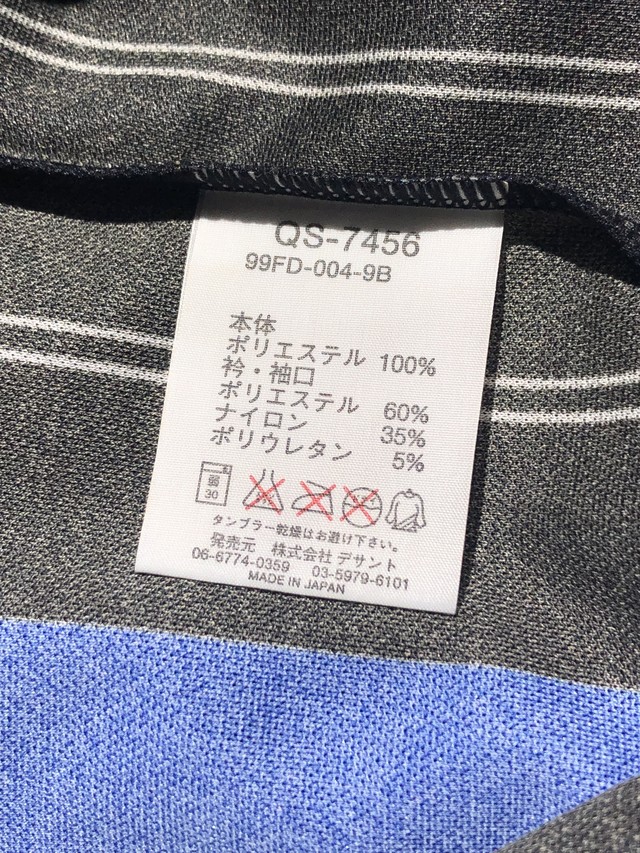 QS-7456
99FD-004-9B
本体
ポリエステル 100%
衿・袖口
ポリエステル 60%
ナイロン 35%
ポリウレタン 5%
弱
30
タンブラー乾燥はお避け下さい。
発売元 株式会社 デサント
06-6774-0359 03-5979-6101
MADE IN JAPAN